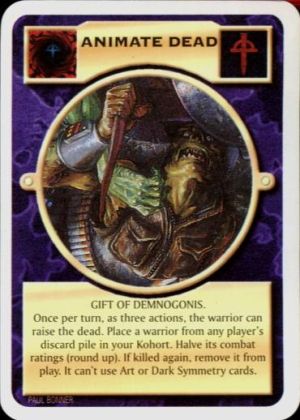 ANIMATE DEAD
GIFT OF DEMNOGONIS.
Once per turn, as three actions, the warrior can
raise the dead. Place a warrior from any player's
discard pile in your Kohort. Halve its combat
ratings (round up). If killed again, remove it from
play. It can't use Art or Dark Symmetry cards.
PAUL BONNER